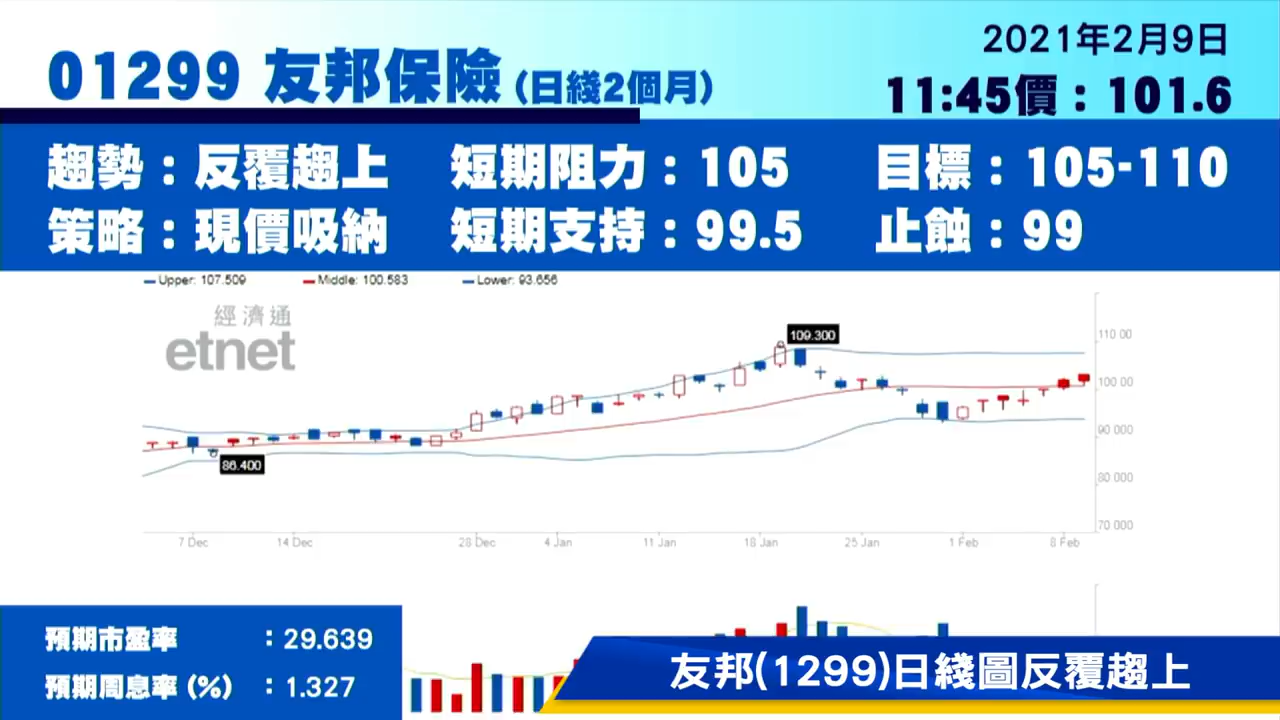 01299 友邦保險 (日綫2個月)
2021年2月9日
11:45價：101.6
趨勢：反覆趨上 短期阻力：105 目標：105-110
策略：現價吸納 短期支持：99.5 止蝕：99
Upper: 107.509 Middle: 100.583 Lower: 93.656
經濟通
etnet
109.300
86.400
110 00
100 00
90 000
80 000
70 000
7 Dec 14 Dec 28 Dec 4 Jan 11 Jan 18 Jan 25 Jan 1 Feb 8 Feb
預期市盈率 ：29.639
預期周息率 (%) ：1.327
友邦(1299)日綫圖反覆趨上